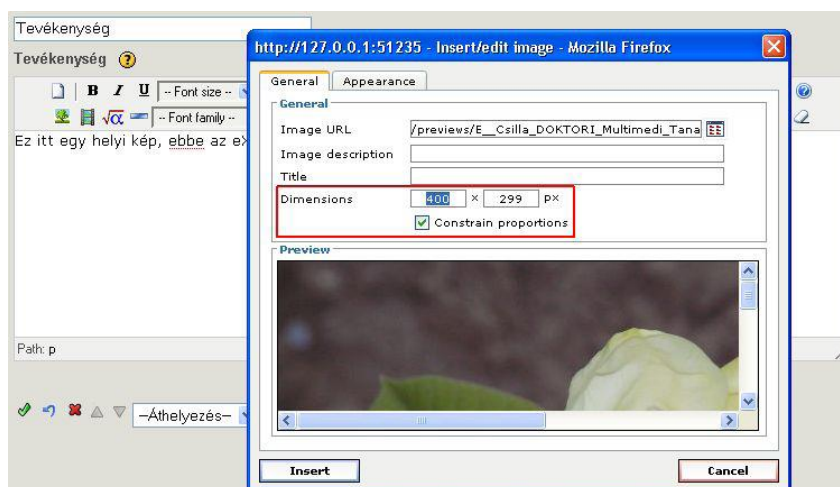 Tevékenység
Tevékenység
B I U -- Font size --
-- Font family --
Ez itt egy helyi kép, ebbe az eX
Path: p
–Áthelyezés–
http://127.0.0.1:51235 - Insert/edit image - Mozilla Firefox
General Appearance
General
Image URL /previews/E__Csilla_DOKTORI_Multimedi_Tana
Image description
Title
Dimensions 400 × 299 px
Constrain proportions
Preview
Insert Cancel